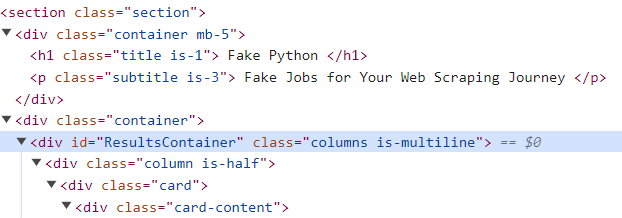 <section class="section">
▼<div class="container mb-5">
<h1 class="title is-1"> Fake Python </h1>
<p class="subtitle is-3"> Fake Jobs for Your Web Scraping Journey </p>
</div>
▼<div class="container">
▼<div id="ResultsContainer" class="columns is-multiline"> == $0
▼<div class="column is-half">
▼<div class="card">
▼<div class="card-content">